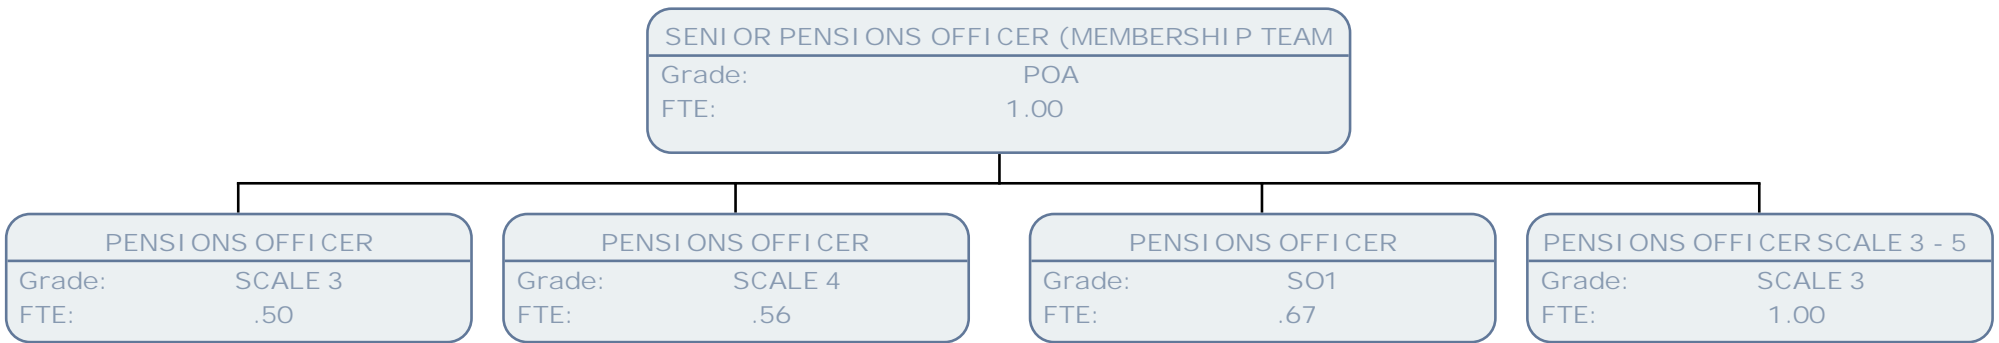 SENIOR PENSIONS OFFICER (MEMBERSHIP TEAM
Grade: POA
FTE: 1.00
PENSIONS OFFICER
Grade: SCALE 3
FTE: .50
PENSIONS OFFICER
Grade: SCALE 4
FTE: .56
PENSIONS OFFICER
Grade: SO1
FTE: .67
PENSIONS OFFICER SCALE 3 - 5
Grade: SCALE 3
FTE: 1.00